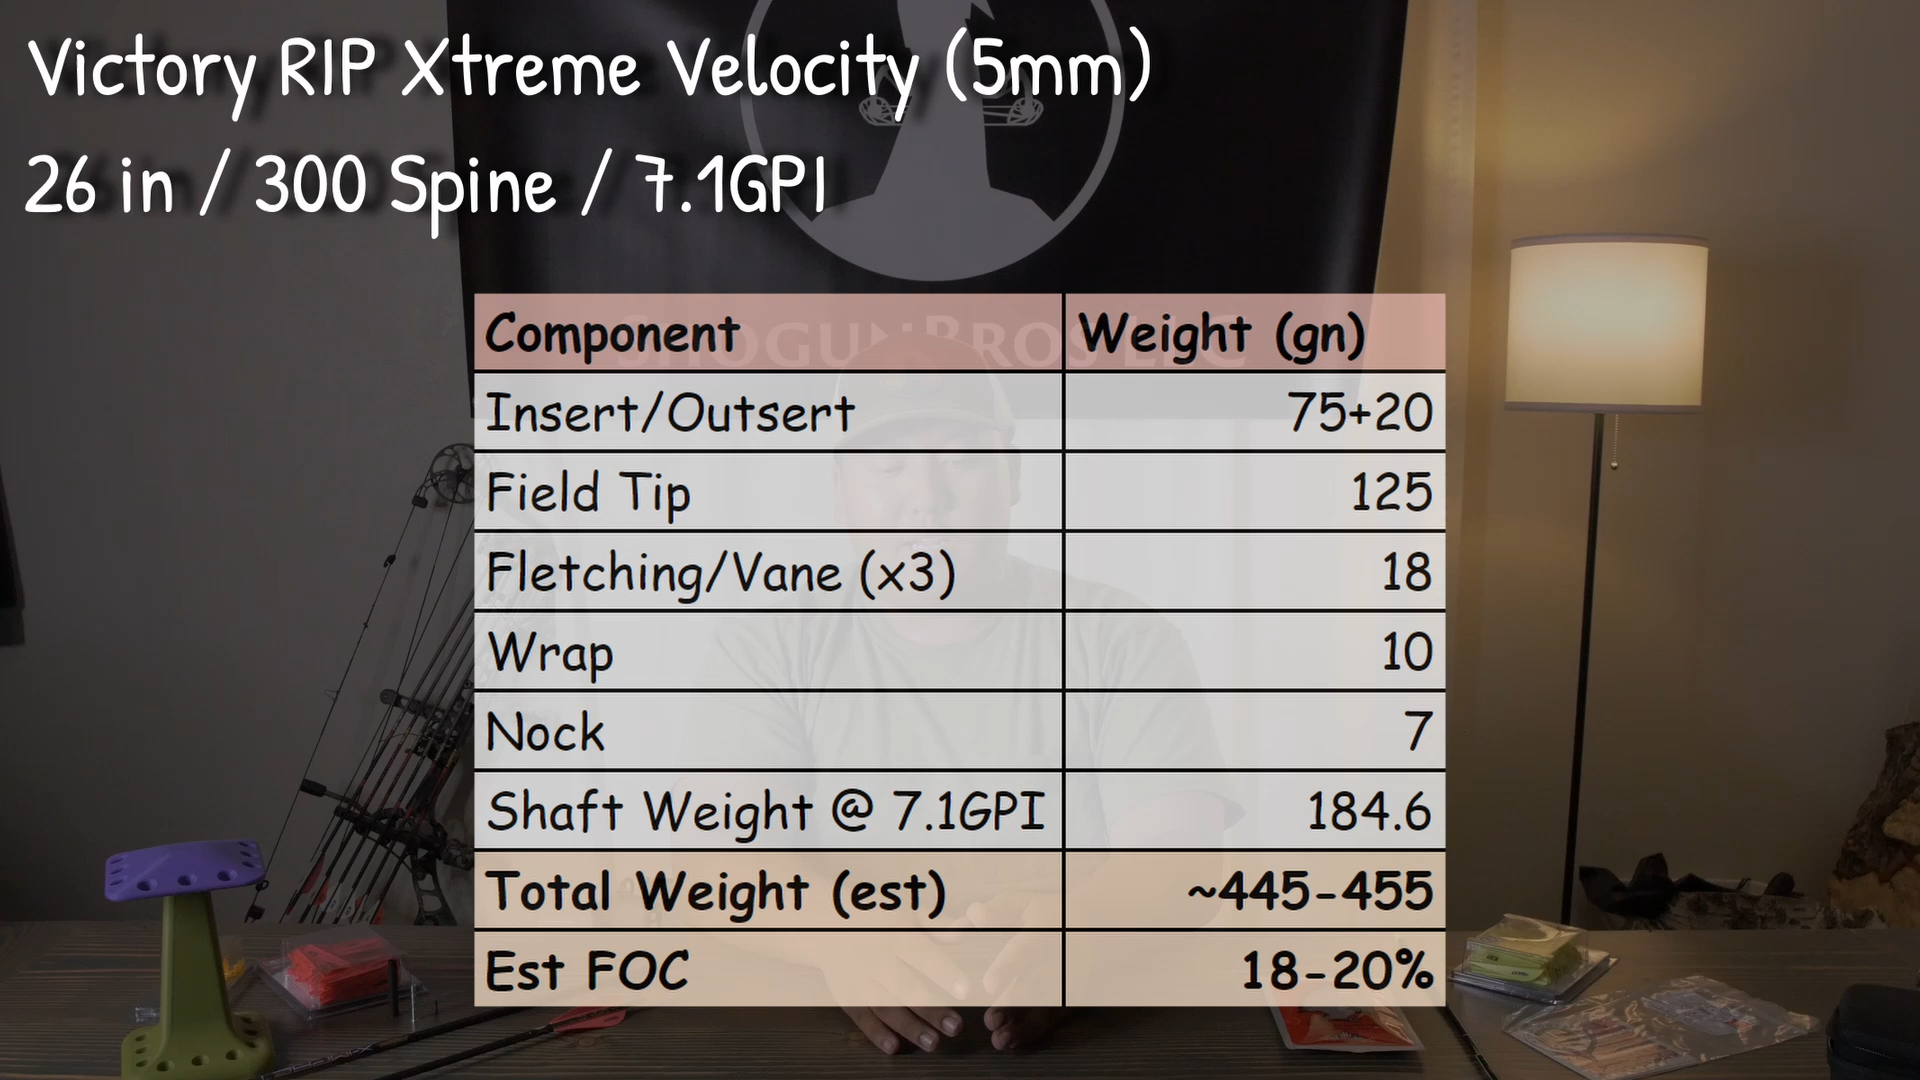 Victory RIP Xtreme Velocity (5mm)
26 in / 300 Spine / 7.1GPI
SHOGUNBROS LLC
Component Weight (gn)
Insert/Outsert 75+20
Field Tip 125
Fletching/Vane (x3) 18
Wrap 10
Nock 7
Shaft Weight @ 7.1GPI 184.6
Total Weight (est) ~445-455
Est FOC 18-20%